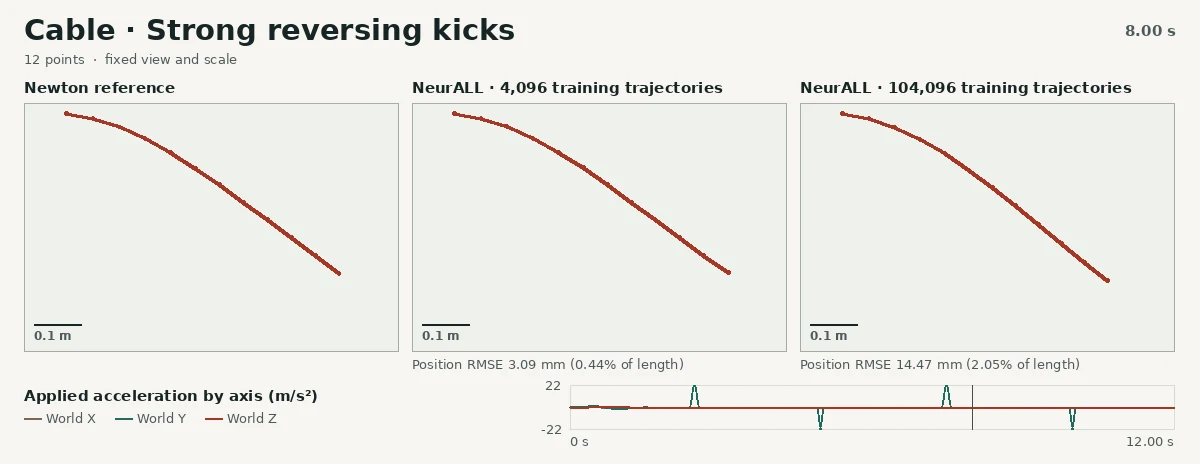 Cable · Strong reversing kicks
8.00 s
12 points · fixed view and scale
Newton reference
NeurALL · 4,096 training trajectories
NeurALL · 104,096 training trajectories
0.1 m
0.1 m
0.1 m
Position RMSE 3.09 mm (0.44% of length)
Position RMSE 14.47 mm (2.05% of length)
Applied acceleration by axis (m/s²)
World X
World Y
World Z
22
-22
0 s
12.00 s